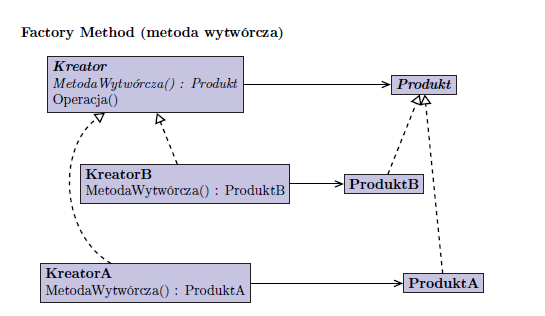 Factory Method (metoda wytwórcza)
Kreator
MetodaWytwórcza() : Produkt
Operacja()
Produkt
KreatorB
MetodaWytwórcza() : ProduktB
ProduktB
KreatorA
MetodaWytwórcza() : ProduktA
ProduktA